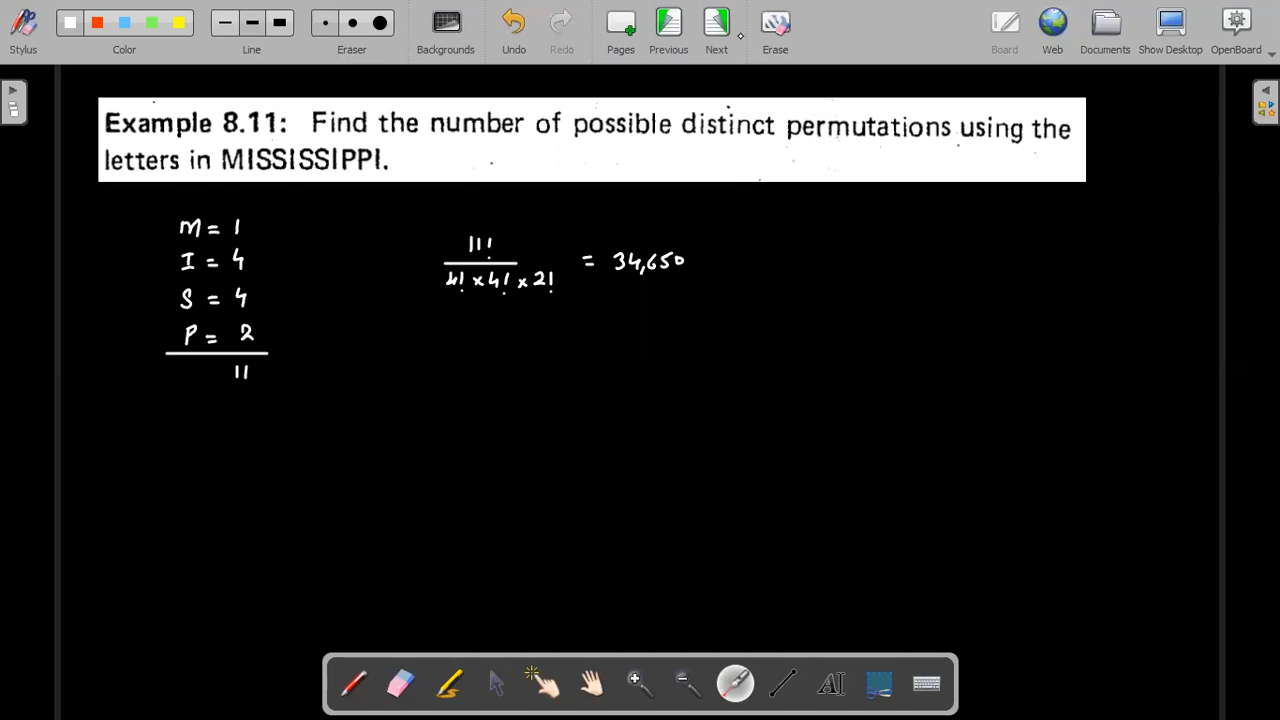 Stylus
Color
Line
Eraser
Backgrounds
Undo
Redo
Pages
Previous
Next
Erase
Board
Web
Documents
Show Desktop
OpenBoard
Example 8.11: Find the number of possible distinct permutations using the
letters in MISSISSIPPI.
M = 1
I = 4
S = 4
P = 2
11
11!
4! × 4! × 2!
= 34,650
AI